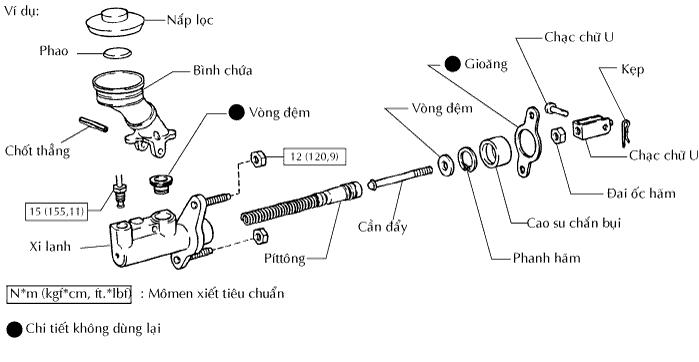 Ví dụ:
Nấp lọc
Phao
Bình chứa
Vòng đệm
Chốt thẳng
12 (120,9)
15 (155,11)
Xi lanh
Píttông
Cần đẩy
Vòng đệm
Gioăng
Chạc chữ U
Kẹp
Chạc chữ U
Đai ốc hãm
Cao su chắn bụi
Phanh hãm
N*m (kgf*cm, ft.*lbf) : Mômen xiết tiêu chuẩn
Chi tiết không dùng lại